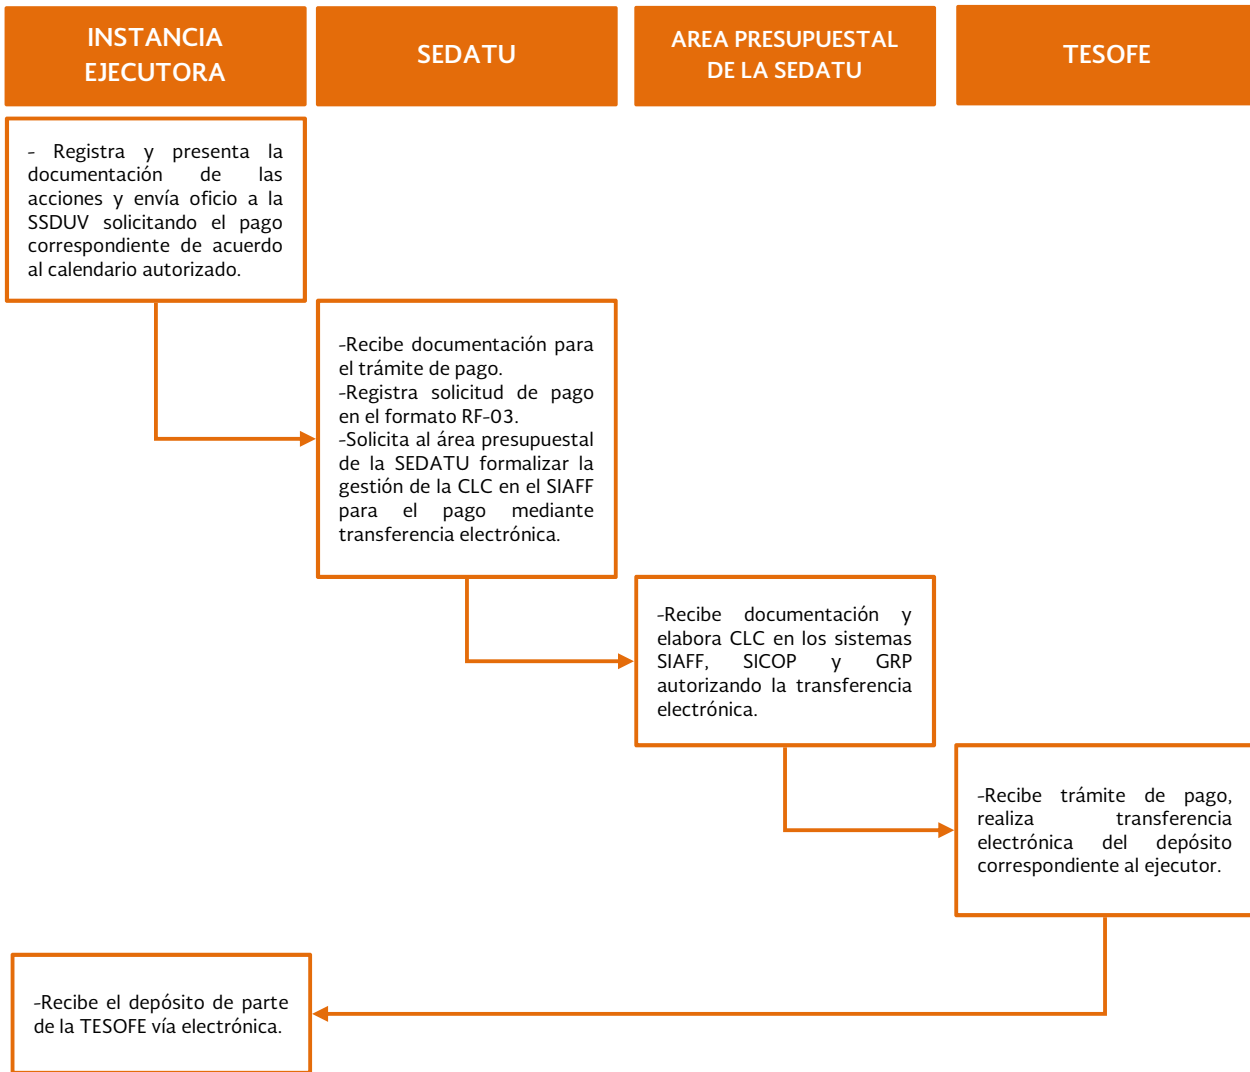 INSTANCIA
EJECUTORA
SEDATU
AREA PRESUPUESTAL
DE LA SEDATU
TESOFE
- Registra y presenta la
documentación de las
acciones y envía oficio a la
SSDUV solicitando el pago
correspondiente de acuerdo
al calendario autorizado.
-Recibe documentación para
el trámite de pago.
-Registra solicitud de pago
en el formato RF-03.
-Solicita al área presupuestal
de la SEDATU formalizar la
gestión de la CLC en el SIAFF
para el pago mediante
transferencia electrónica.
-Recibe documentación y
elabora CLC en los sistemas
SIAFF, SICOP y GRP
autorizando la transferencia
electrónica.
-Recibe trámite de pago,
realiza transferencia
electrónica del depósito
correspondiente al ejecutor.
-Recibe el depósito de parte
de la TESOFE vía electrónica.